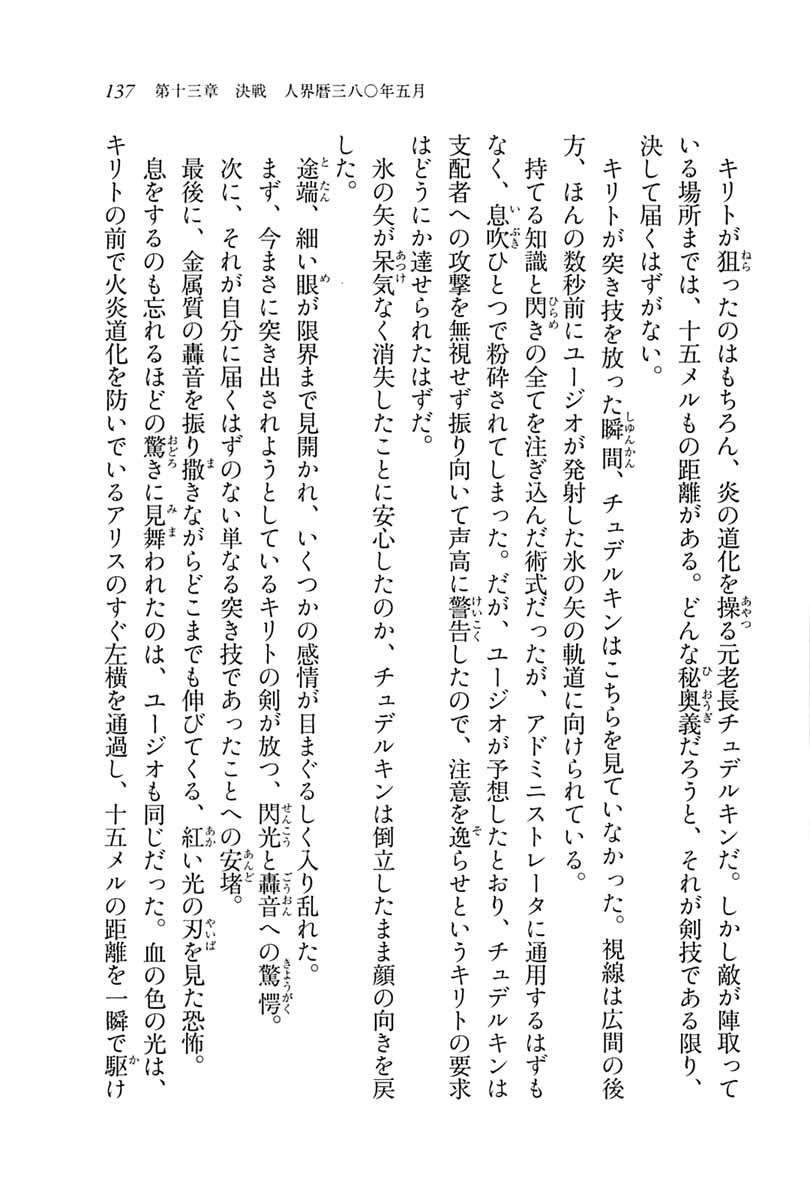 137　第十三章　決戦　人界暦三八〇年五月
　キリトが狙ったのはもちろん、炎の道化を操る元老長チュデルキンだ。しかし敵が陣取って
いる場所までは、十五メルもの距離がある。どんな秘奥義だろうと、それが剣技である限り、
決して届くはずがない。
　キリトが突き技を放った瞬間、チュデルキンはこちらを見ていなかった。視線は広間の後
方、ほんの数秒前にユージオが発射した氷の矢の軌道に向けられている。
　持てる知識と閃きの全てを注ぎ込んだ術式だったが、アドミニストレータに通用するはずも
なく、息吹ひとつで粉砕されてしまった。だが、ユージオが予想したとおり、チュデルキンは
支配者への攻撃を無視せず振り向いて声高に警告したので、注意を逸らせというキリトの要求
はどうにか達せられたはずだ。
　氷の矢が呆気なく消失したことに安心したのか、チュデルキンは倒立したまま顔の向きを戻
した。
　途端、細い眼が限界まで見開かれ、いくつかの感情が目まぐるしく入り乱れた。
　まず、今まさに突き出されようとしているキリトの剣が放つ、閃光と轟音への驚愕。
　次に、それが自分に届くはずのない単なる突き技であったことへの安堵。
　最後に、金属質の轟音を振り撒きながらどこまでも伸びてくる、紅い光の刃を見た恐怖。
　息をするのも忘れるほどの驚きに見舞われたのは、ユージオも同じだった。血の色の光は、
キリトの前で火炎道化を防いでいるアリスのすぐ左横を通過し、十五メルの距離を一瞬で駆け